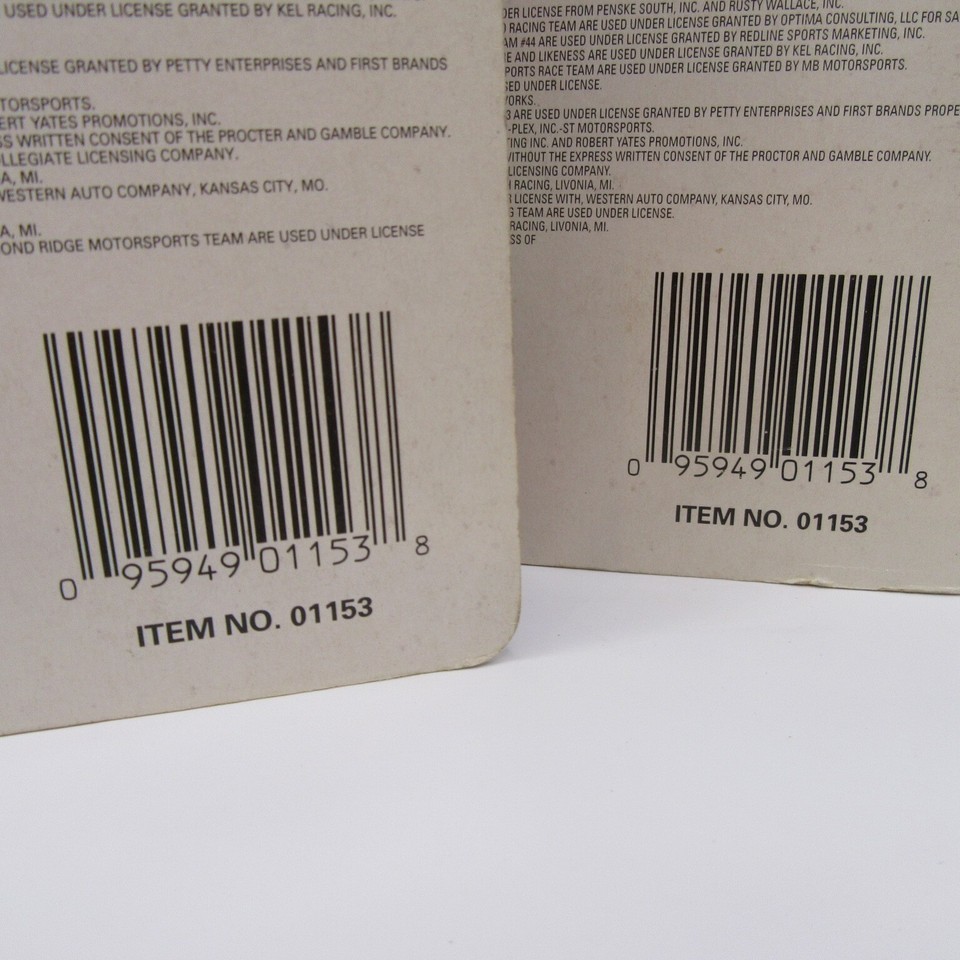 USED UNDER LICENSE GRANTED BY KEL RACING, INC.
LICENSE GRANTED BY PETTY ENTERPRISES AND FIRST BRANDS
TORSPORTS.
ERT YATES PROMOTIONS, INC.
SS WRITTEN CONSENT OF THE PROCTER AND GAMBLE COMPANY.
LLEGIATE LICENSING COMPANY.
A, MI.
WESTERN AUTO COMPANY, KANSAS CITY, MO.
A, MI.
OND RIDGE MOTORSPORTS TEAM ARE USED UNDER LICENSE
0 95949 01153 8
ITEM NO. 01153
DER LICENSE FROM PENSKE SOUTH, INC. AND RUSTY WALLACE, INC.
RACING TEAM ARE USED UNDER LICENSE GRANTED BY OPTIMA CONSULTING, LLC FOR SA
AM #44 ARE USED UNDER LICENSE GRANTED BY REDLINE SPORTS MARKETING, INC.
E AND LIKENESS ARE USED UNDER LICENSE GRANTED BY KEL RACING, INC.
PORTS RACE TEAM ARE USED UNDER LICENSE GRANTED BY MB MOTORSPORTS.
SED UNDER LICENSE.
ORKS.
3 ARE USED UNDER LICENSE GRANTED BY PETTY ENTERPRISES AND FIRST BRANDS PROPE
-PLEX, INC.-ST MOTORSPORTS.
ING INC. AND ROBERT YATES PROMOTIONS, INC.
WITHOUT THE EXPRESS WRITTEN CONSENT OF THE PROCTOR AND GAMBLE COMPANY.
LICENSING COMPANY.
RACING, LIVONIA, MI.
R LICENSE WITH, WESTERN AUTO COMPANY, KANSAS CITY, MO.
G TEAM ARE USED UNDER LICENSE.
RACING, LIVONIA, MI.
SS OF
0 95949 01153 8
ITEM NO. 01153